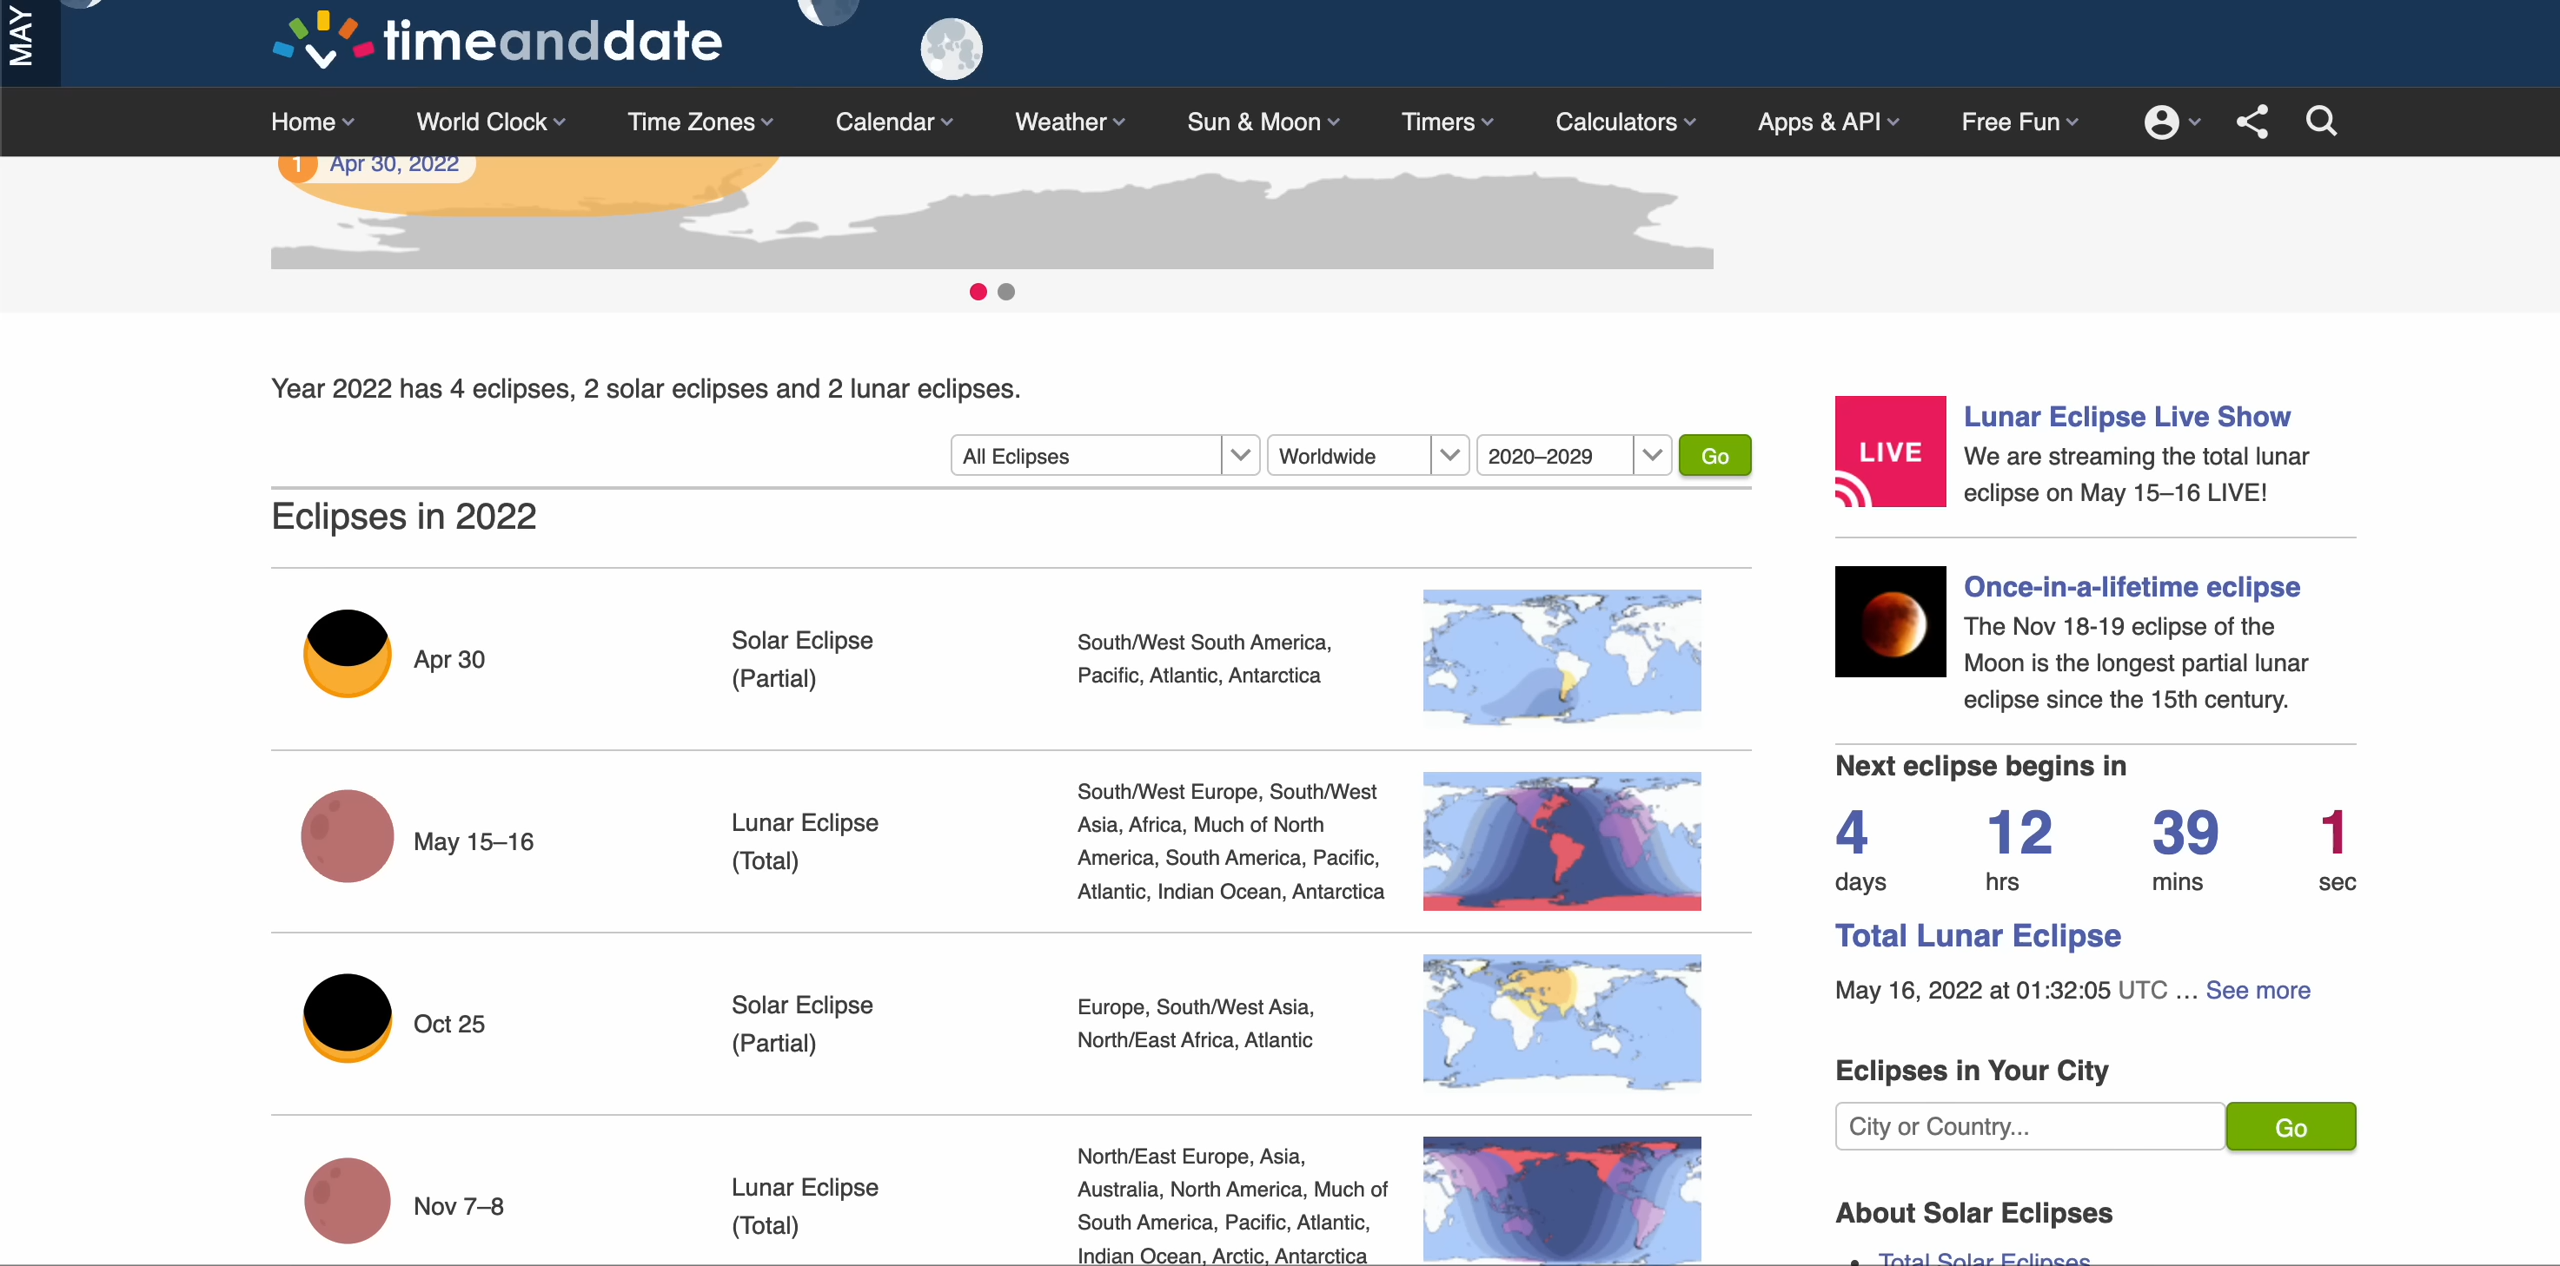 MAY
timeanddate
Home
World Clock
Time Zones
Calendar
Weather
Sun & Moon
Timers
Calculators
Apps & API
Free Fun
1 Apr 30, 2022
Year 2022 has 4 eclipses, 2 solar eclipses and 2 lunar eclipses.
All Eclipses
Worldwide
2020–2029
Go
Eclipses in 2022
Apr 30
Solar Eclipse
(Partial)
South/West South America,
Pacific, Atlantic, Antarctica
May 15–16
Lunar Eclipse
(Total)
South/West Europe, South/West
Asia, Africa, Much of North
America, South America, Pacific,
Atlantic, Indian Ocean, Antarctica
Oct 25
Solar Eclipse
(Partial)
Europe, South/West Asia,
North/East Africa, Atlantic
Nov 7–8
Lunar Eclipse
(Total)
North/East Europe, Asia,
Australia, North America, Much of
South America, Pacific, Atlantic,
Indian Ocean, Arctic, Antarctica
LIVE
Lunar Eclipse Live Show
We are streaming the total lunar
eclipse on May 15–16 LIVE!
Once-in-a-lifetime eclipse
The Nov 18-19 eclipse of the
Moon is the longest partial lunar
eclipse since the 15th century.
Next eclipse begins in
4 12 39 1
days hrs mins sec
Total Lunar Eclipse
May 16, 2022 at 01:32:05 UTC … See more
Eclipses in Your City
City or Country...
Go
About Solar Eclipses
Total Solar Eclipses